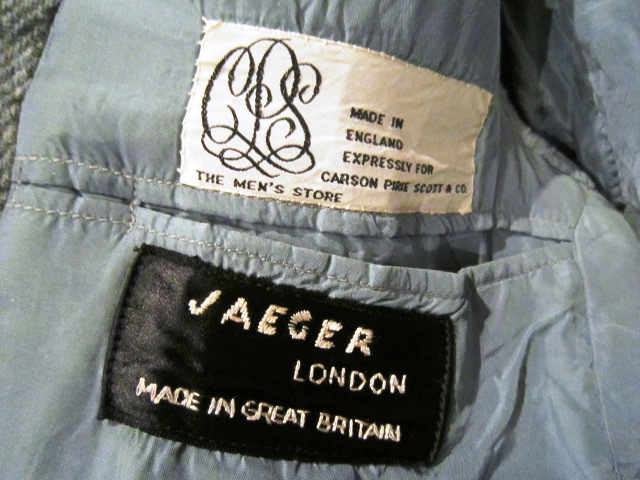 CPS
MADE IN
ENGLAND
EXPRESSLY FOR
CARSON PIRIE SCOTT & CO.
THE MEN'S STORE
JAEGER
LONDON
MADE IN GREAT BRITAIN